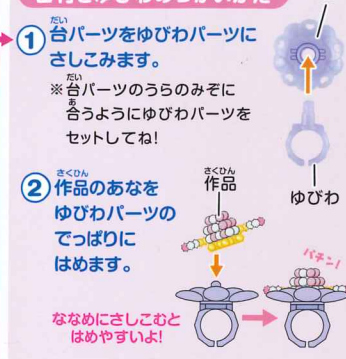 ①台パーツをゆびわパーツに
さしこみます。
※台パーツのうらのみぞに
合うようにゆびわパーツを
セットしてね!
ゆびわ
②作品のあなを
ゆびわパーツの
でっぱりに
はめます。
作品
パチン!
ななめにさしこむと
はめやすいよ!